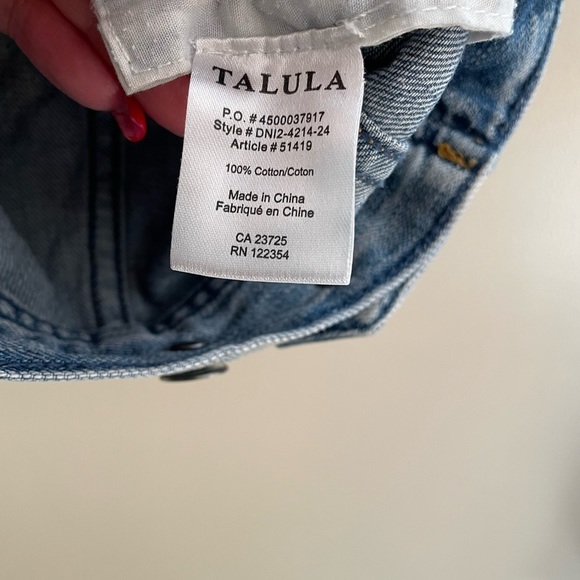 TALULA
P.O. # 4500037917
Style # DNI2-4214-24
Article # 51419
100% Cotton/Coton
Made in China
Fabriqué en Chine
CA 23725
RN 122354